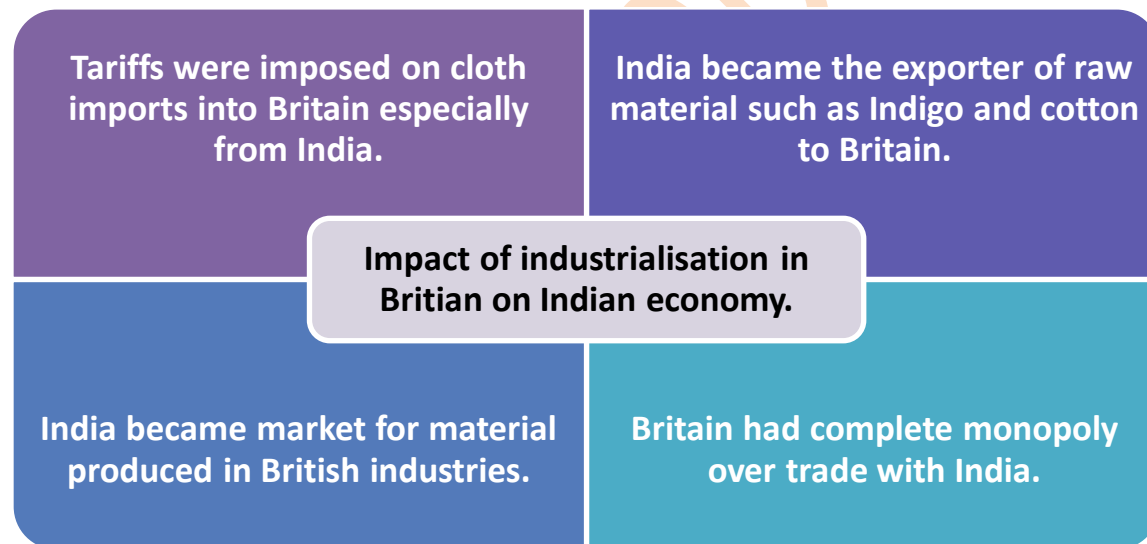 Tariffs were imposed on cloth
imports into Britain especially
from India.
India became the exporter of raw
material such as Indigo and cotton
to Britain.
Impact of industrialisation in
Britian on Indian economy.
India became market for material
produced in British industries.
Britain had complete monopoly
over trade with India.